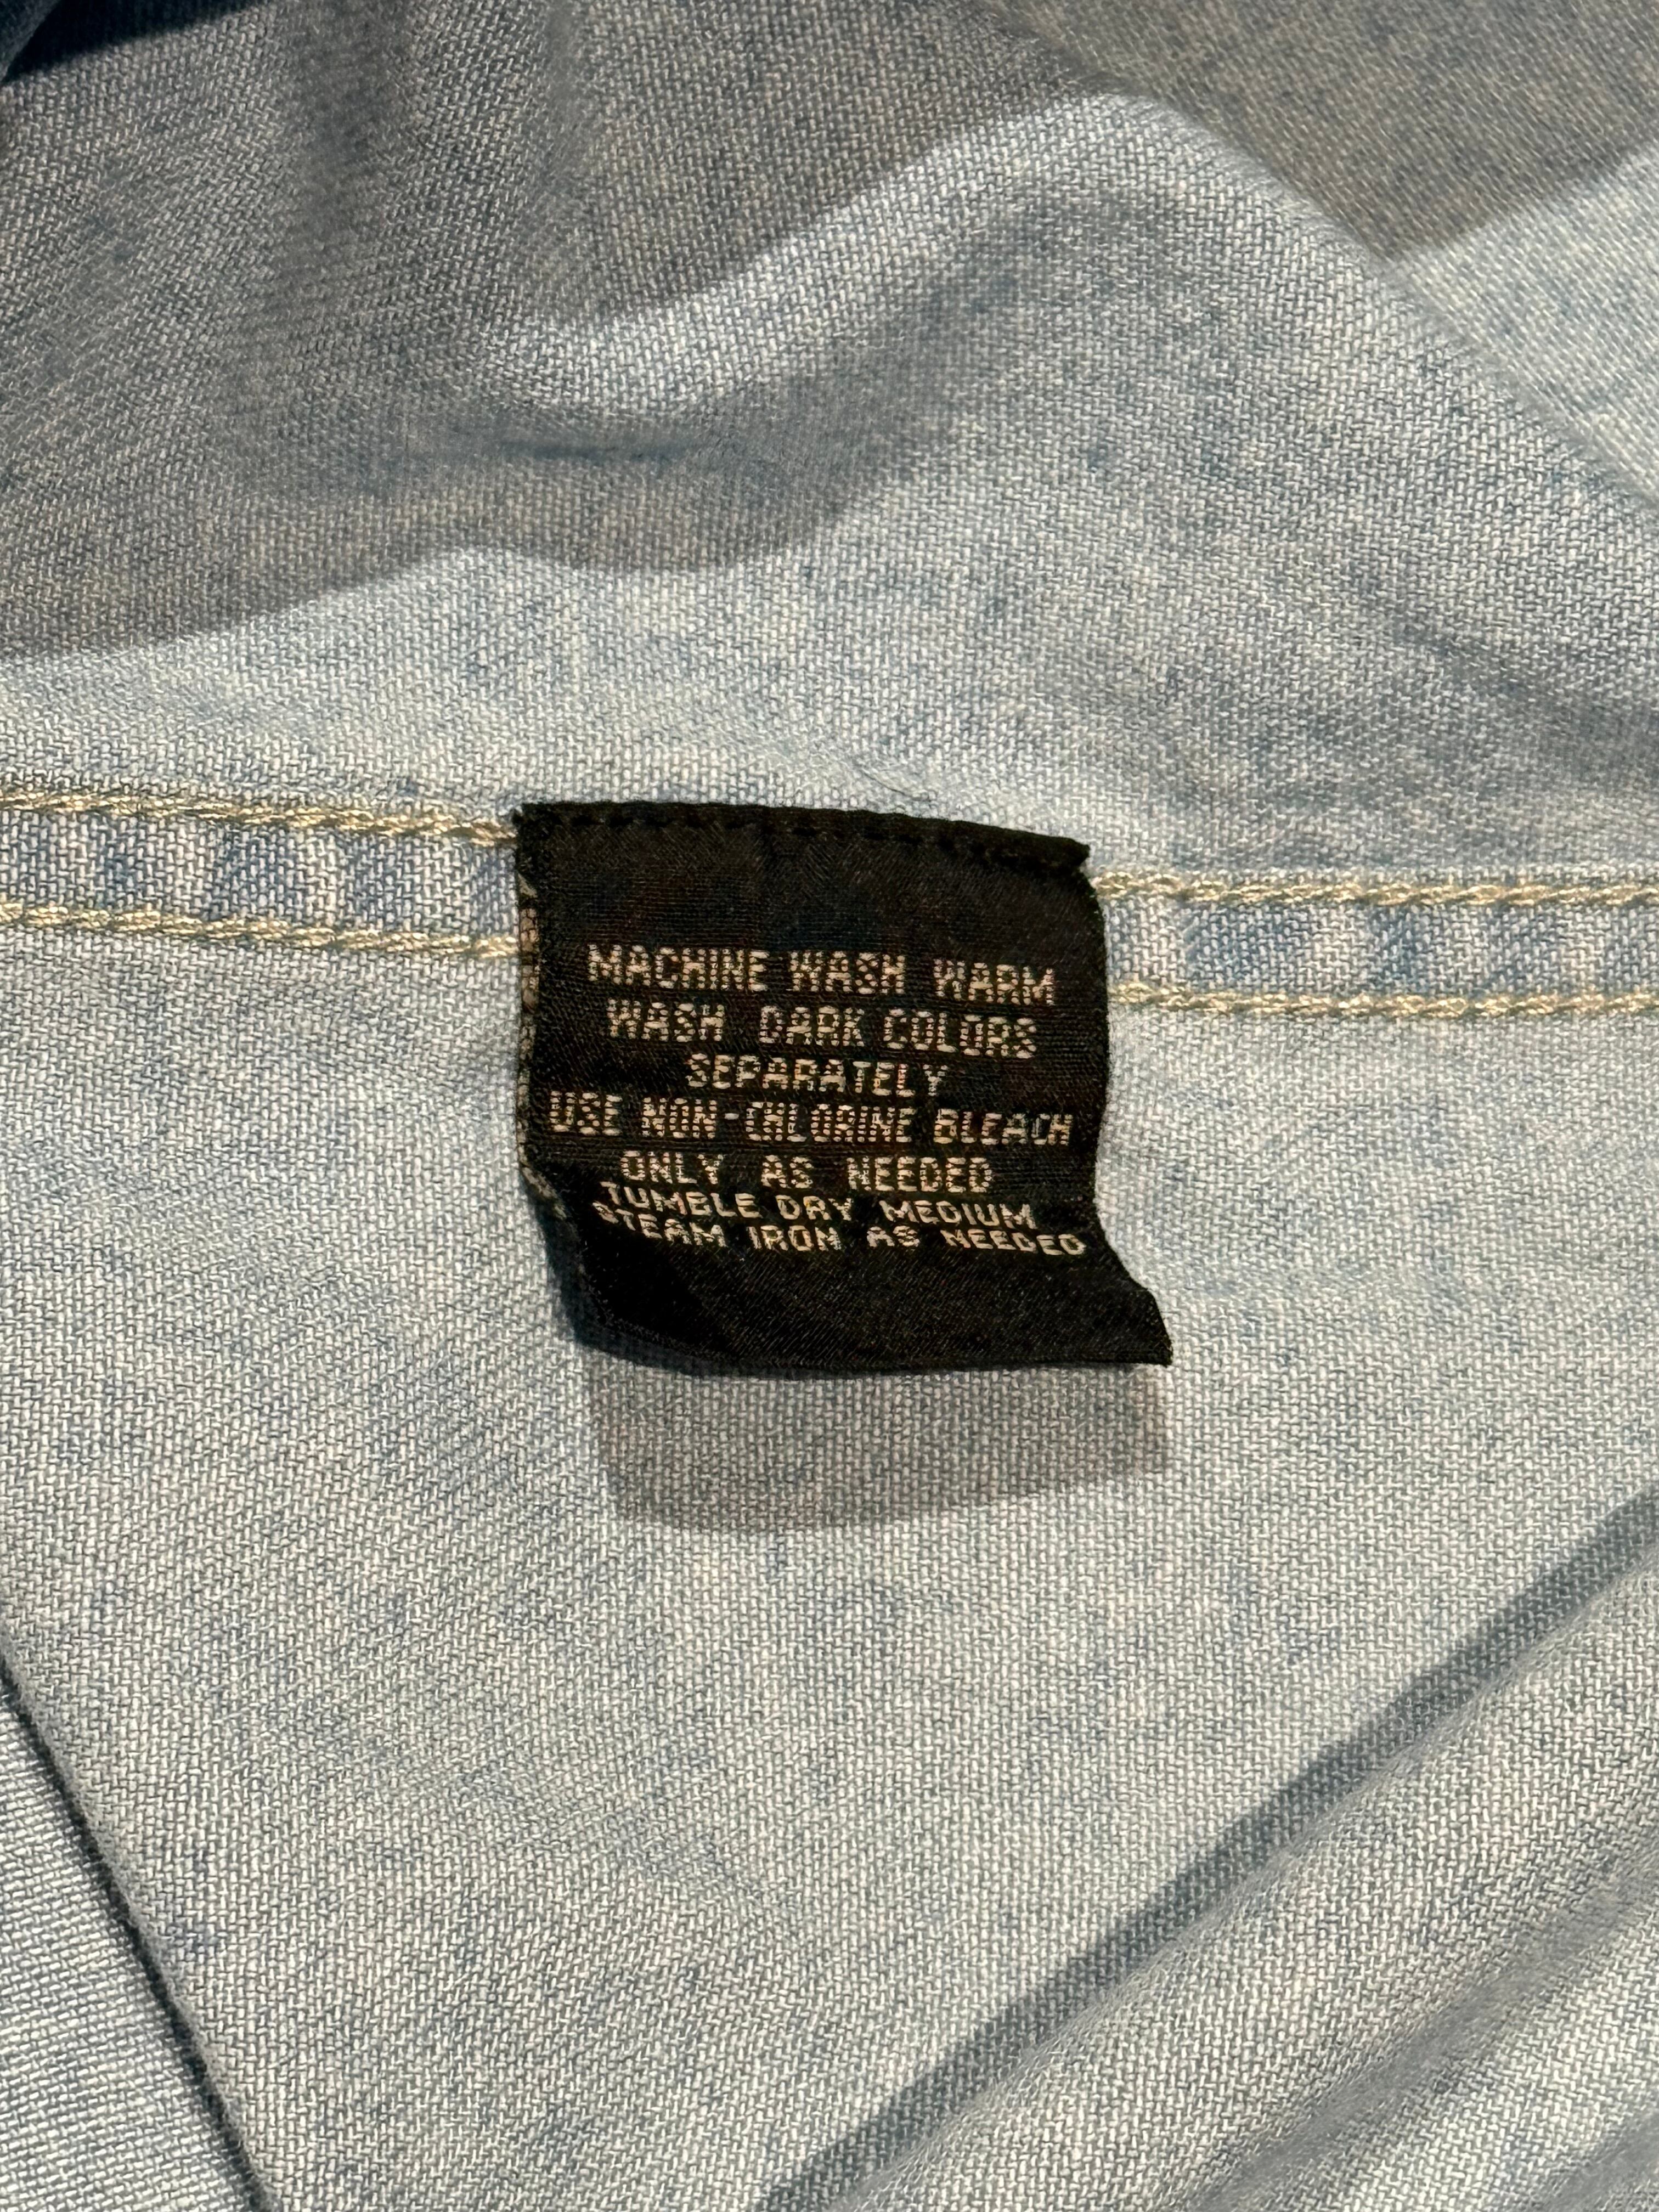 MACHINE WASH WARM
WASH DARK COLORS
SEPARATELY
USE NON-CHLORINE BLEACH
ONLY AS NEEDED
TUMBLE DRY MEDIUM
STEAM IRON AS NEEDED